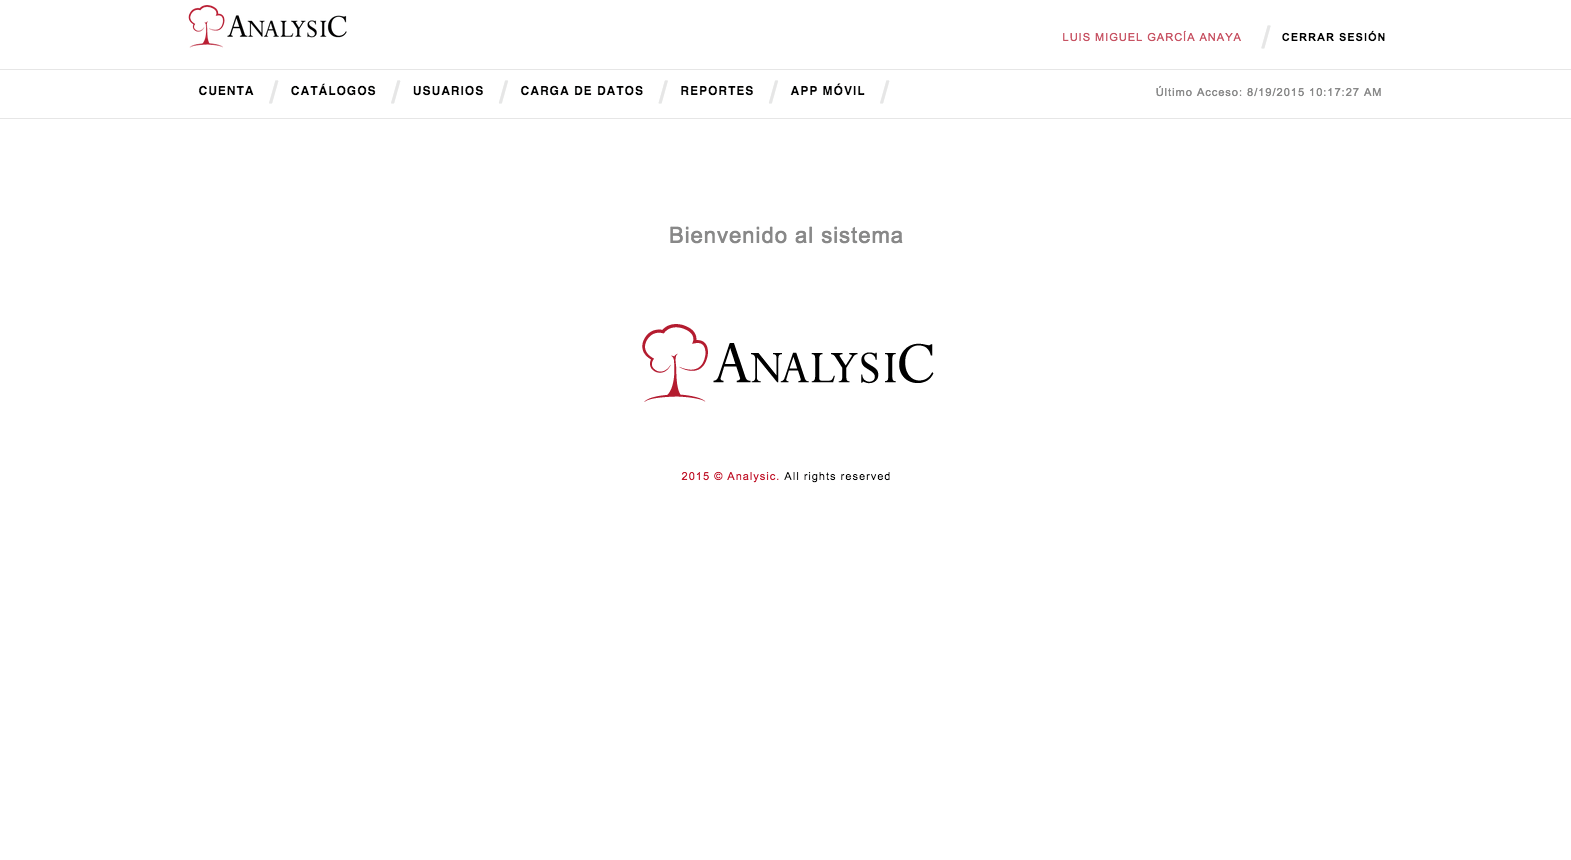 ANALYSIC
LUIS MIGUEL GARCÍA ANAYA
CERRAR SESIÓN
CUENTA
CATÁLOGOS
USUARIOS
CARGA DE DATOS
REPORTES
APP MÓVIL
Último Acceso: 8/19/2015 10:17:27 AM
Bienvenido al sistema
ANALYSIC
2015 © Analysic. All rights reserved